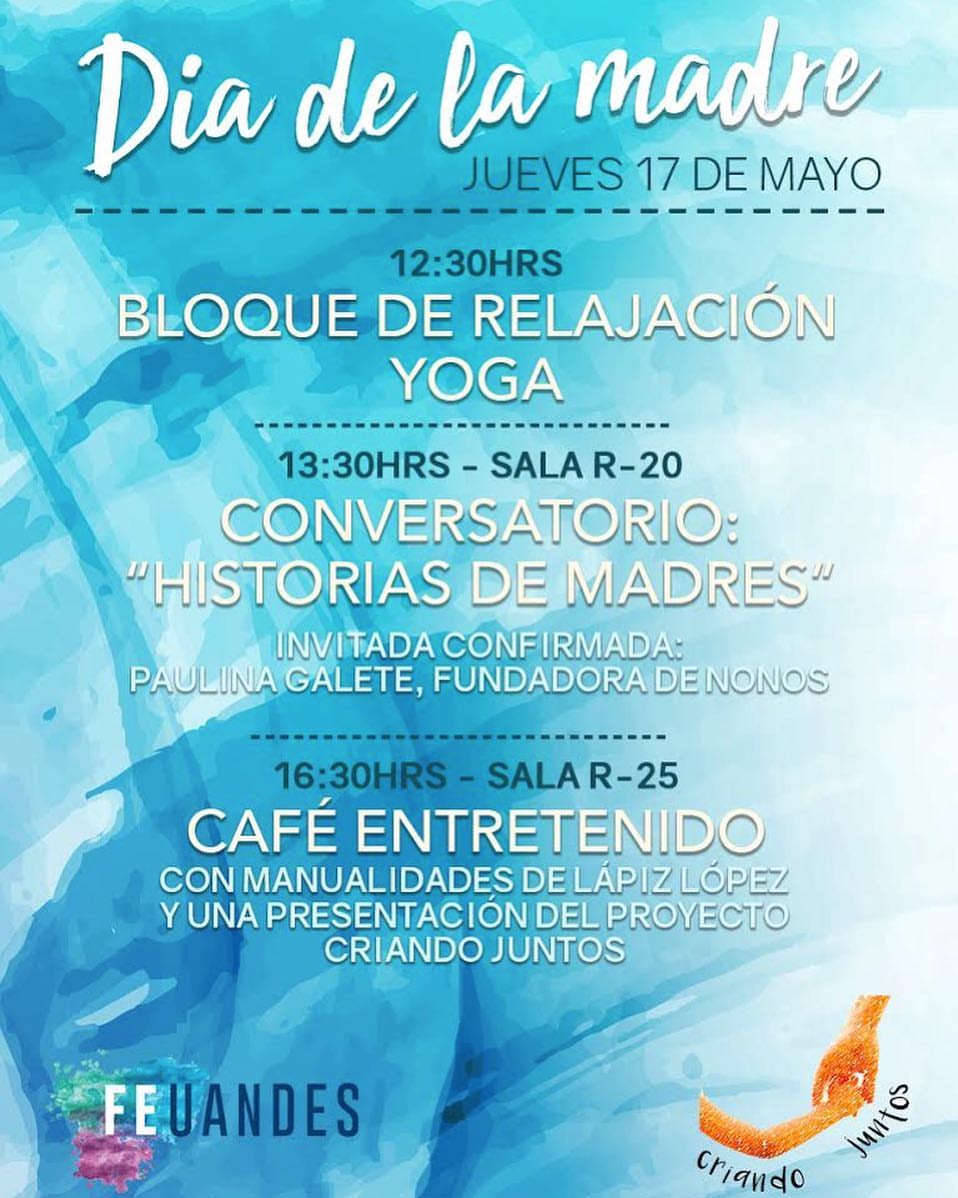 Dia de la madre
JUEVES 17 DE MAYO
12:30HRS
BLOQUE DE RELAJACIÓN
YOGA
13:30HRS - SALA R-20
CONVERSATORIO:
“HISTORIAS DE MADRES”
INVITADA CONFIRMADA:
PAULINA GALETE, FUNDADORA DE NONOS
16:30HRS - SALA R-25
CAFÉ ENTRETENIDO
CON MANUALIDADES DE LÁPIZ LÓPEZ
Y UNA PRESENTACIÓN DEL PROYECTO
CRIANDO JUNTOS
FEUANDES
criando juntos